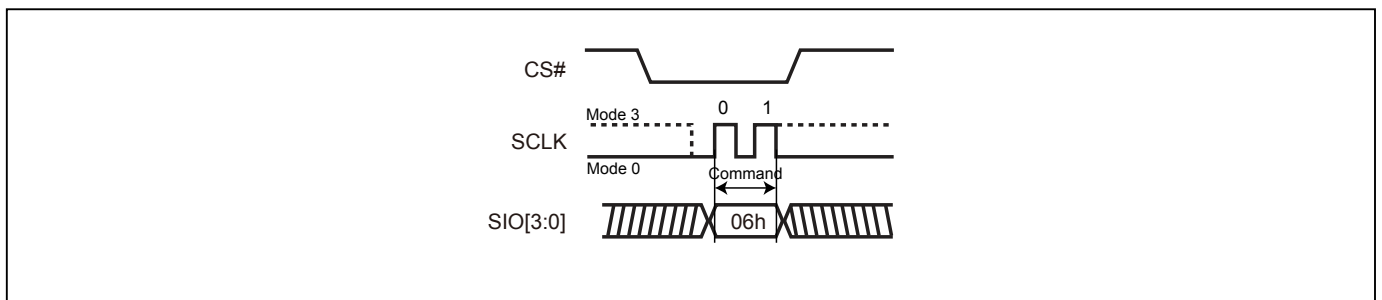 CS#
Mode 3
0 1
SCLK
Mode 0
Command
SIO[3:0]
06h